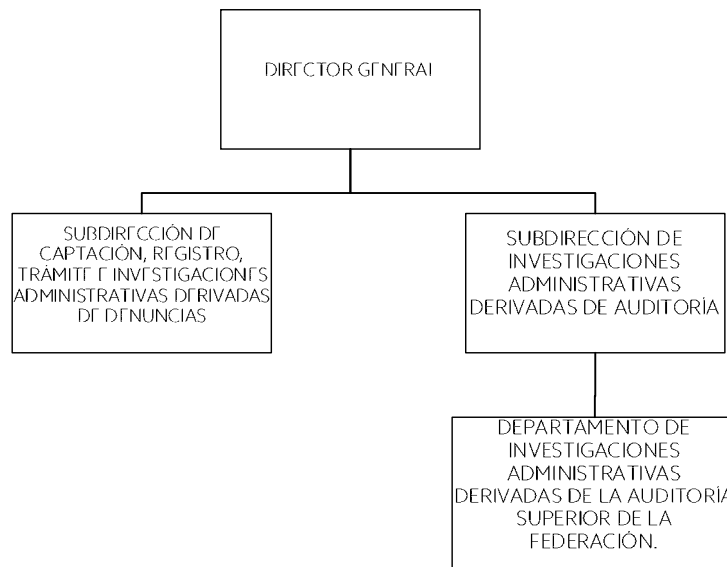 DIRECTOR GENERAL
SUBDIRECCIÓN DE
CAPTACIÓN, REGISTRO,
TRÁMITE E INVESTIGACIONES
ADMINISTRATIVAS DERIVADAS
DE DENUNCIAS
SUBDIRECCIÓN DE
INVESTIGACIONES
ADMINISTRATIVAS
DERIVADAS DE AUDITORÍA
DEPARTAMENTO DE
INVESTIGACIONES
ADMINISTRATIVAS
DERIVADAS DE LA AUDITORÍA
SUPERIOR DE LA
FEDERACIÓN.